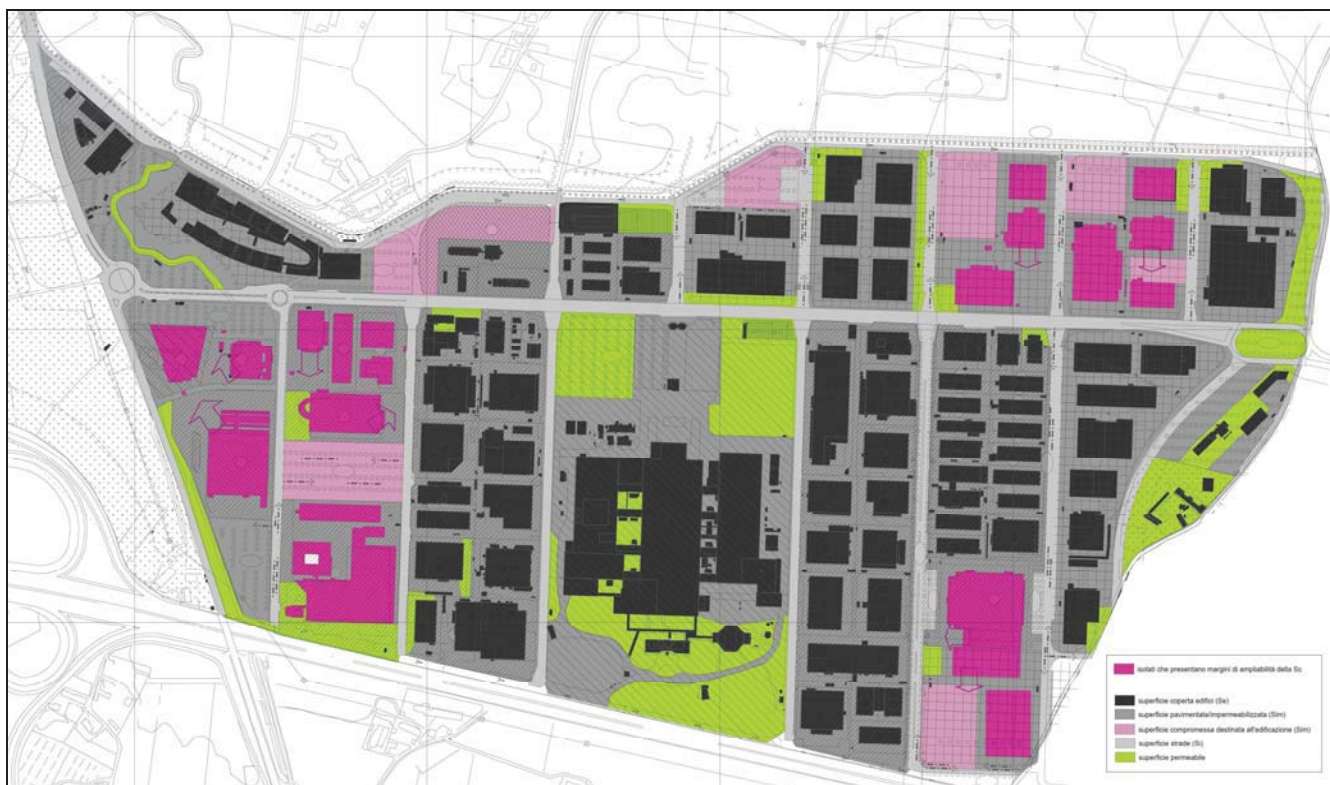 isolati che presentano margini di ampliabilità della Sc
superficie coperta edifici (Se)
superficie pavimentata/impermeabilizzata (Sim)
superficie compromessa destinata all'edificazione (Sim)
superficie strade (Si)
superficie permeabile